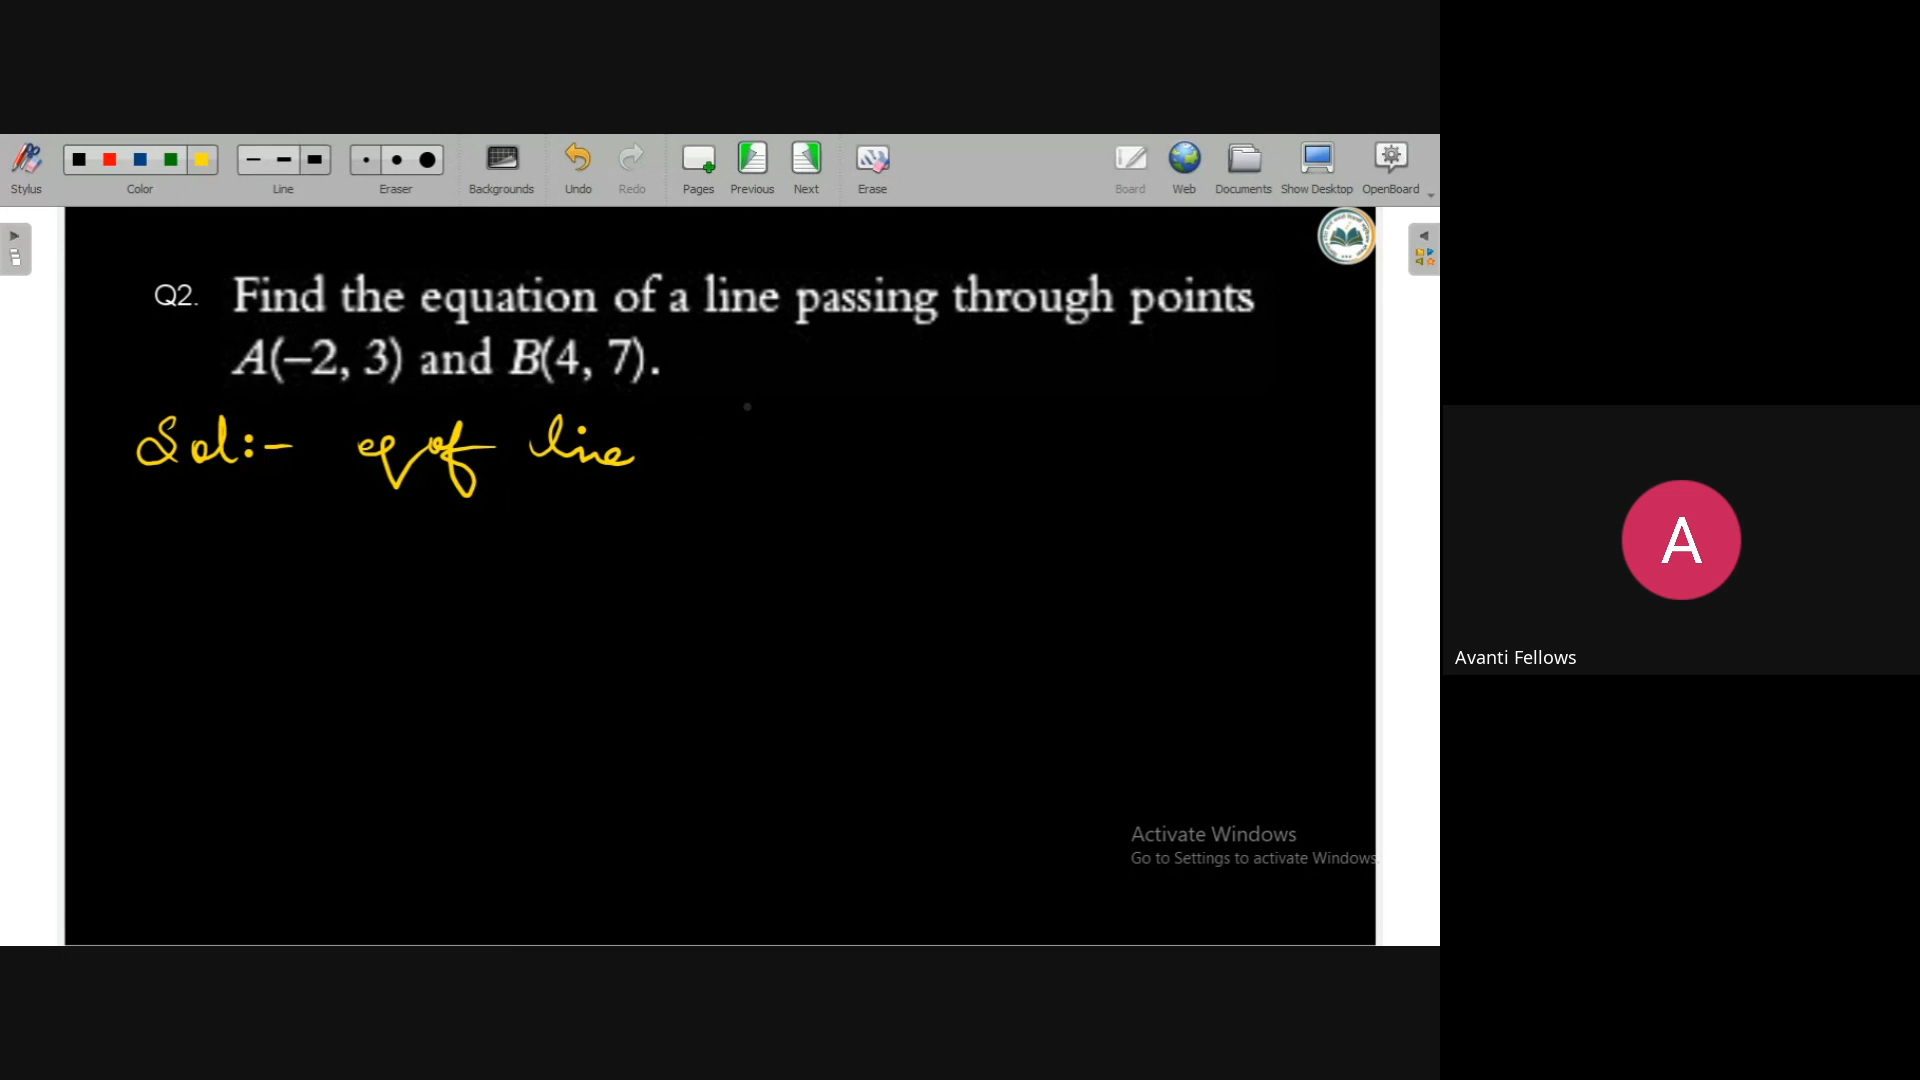 Stylus Color Line Eraser Backgrounds Undo Redo Pages Previous Next Erase Board Web Documents Show Desktop OpenBoard
Q2. Find the equation of a line passing through points
A(–2, 3) and B(4, 7).
Sol:- eq of line
A
Avanti Fellows
Activate Windows
Go to Settings to activate Windows.